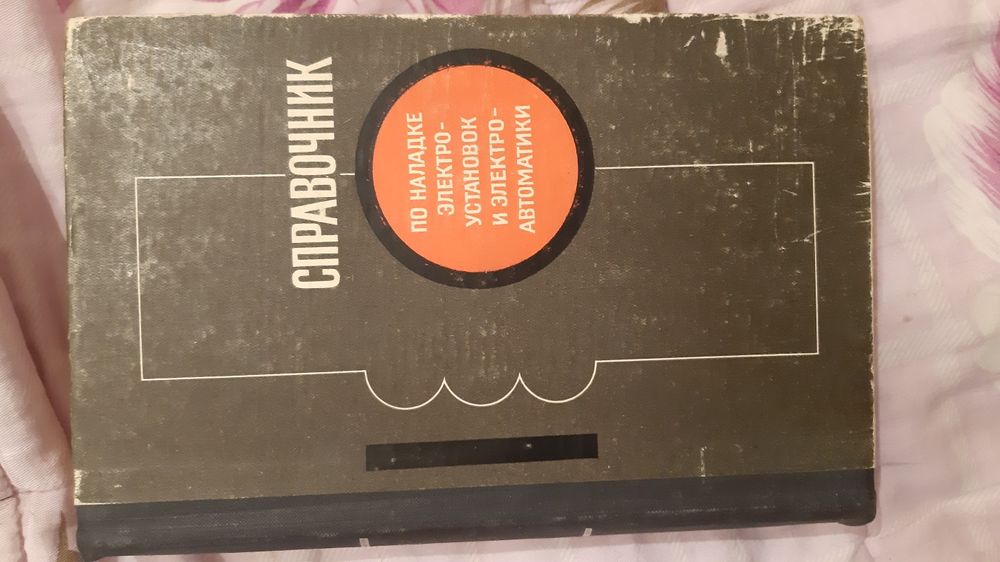 СПРАВОЧНИК
ПО НАЛАДКЕ
ЭЛЕКТРО-
УСТАНОВОК
И ЭЛЕКТРО-
АВТОМАТИКИ